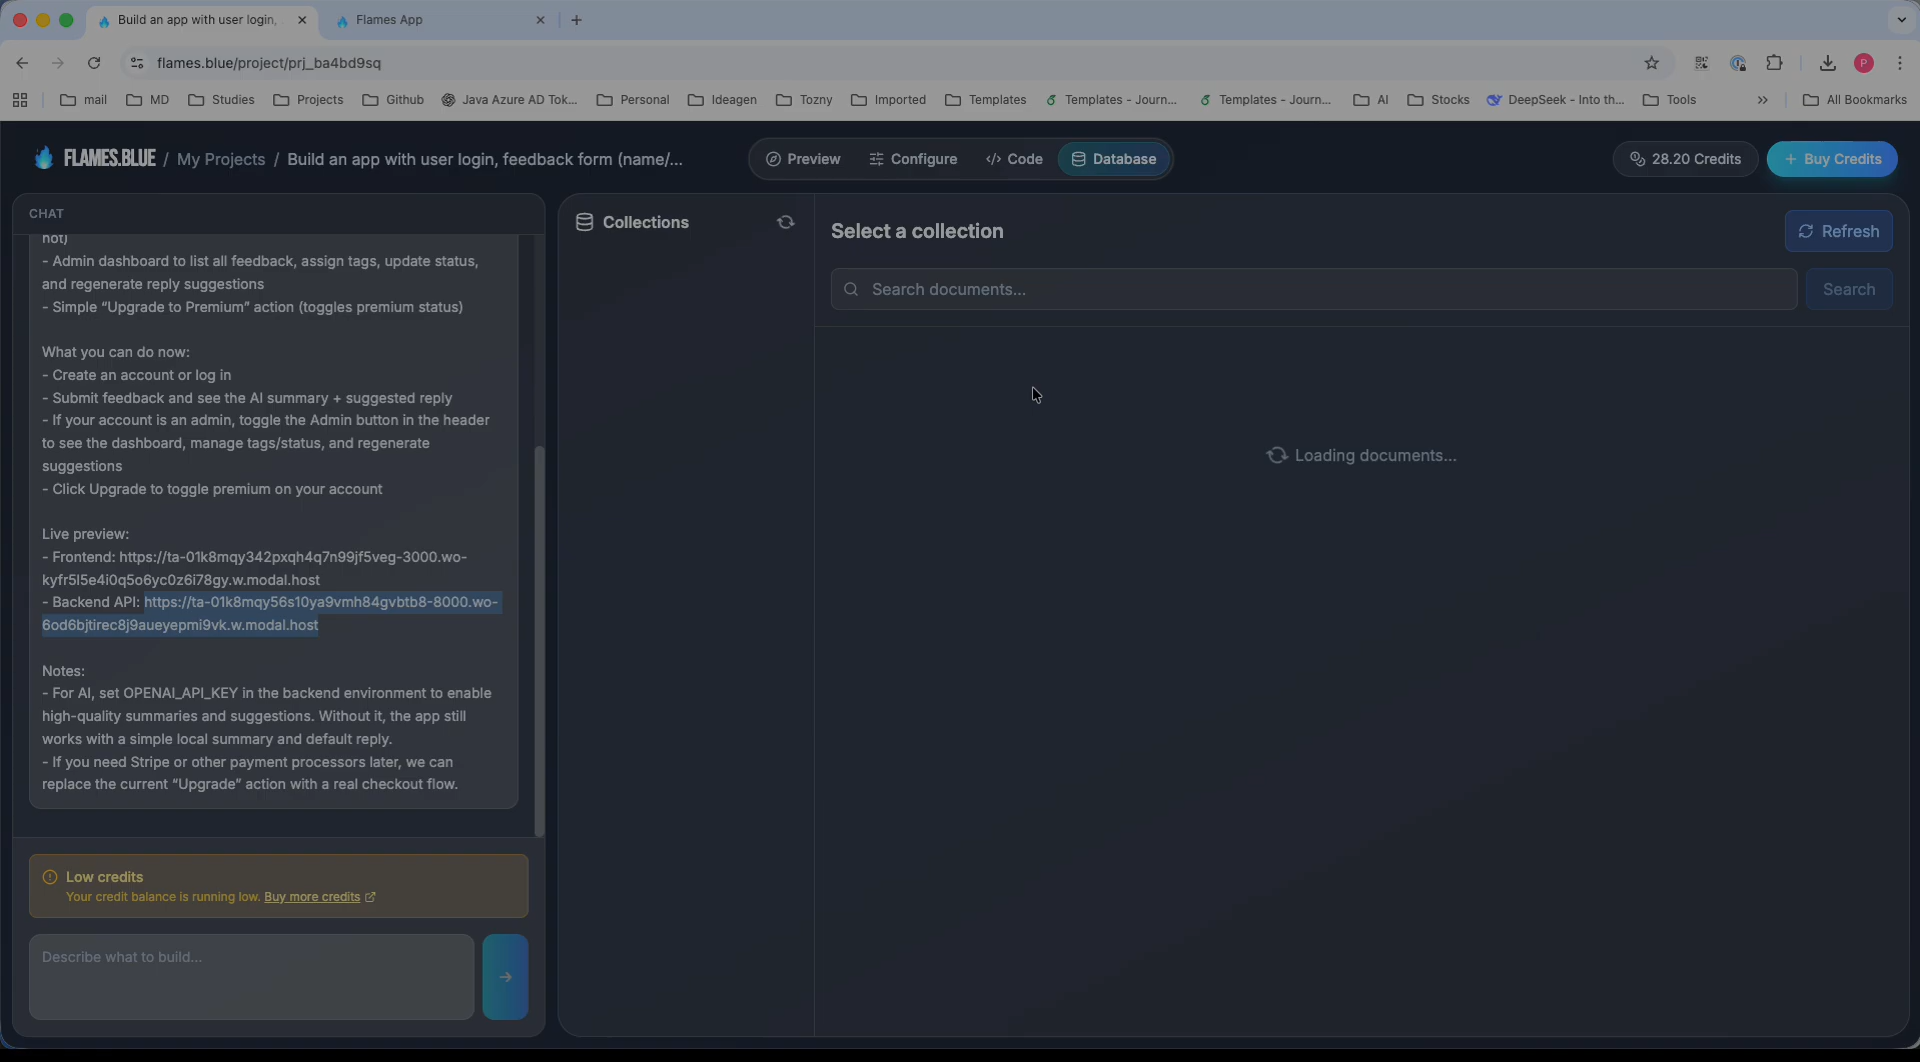 Build an app with user login,
Flames App
flames.blue/project/prj_ba4bd9sq
P
mail
MD
Studies
Projects
Github
Java Azure AD Tok...
Personal
Ideagen
Tozny
Imported
Templates
Templates - Journ...
Templates - Journ...
AI
Stocks
DeepSeek - Into th...
Tools
All Bookmarks
FLAMES.BLUE / My Projects / Build an app with user login, feedback form (name/...
Preview
Configure
Code
Database
28.20 Credits
+ Buy Credits
CHAT
not)
- Admin dashboard to list all feedback, assign tags, update status,
and regenerate reply suggestions
- Simple “Upgrade to Premium” action (toggles premium status)
What you can do now:
- Create an account or log in
- Submit feedback and see the AI summary + suggested reply
- If your account is an admin, toggle the Admin button in the header
to see the dashboard, manage tags/status, and regenerate
suggestions
- Click Upgrade to toggle premium on your account
Live preview:
- Frontend: https://ta-01k8mqy342pxqh4q7n99jf5veg-3000.wo-
kyfr5l5e4i0q5o6yc0z6i78gy.w.modal.host
- Backend API: https://ta-01k8mqy56s10ya9vmh84gvbtb8-8000.wo-
6od6bjtirec8j9aueyepmi9vk.w.modal.host
Notes:
- For AI, set OPENAI_API_KEY in the backend environment to enable
high-quality summaries and suggestions. Without it, the app still
works with a simple local summary and default reply.
- If you need Stripe or other payment processors later, we can
replace the current “Upgrade” action with a real checkout flow.
Low credits
Your credit balance is running low. Buy more credits
Describe what to build...
Collections
Select a collection
Refresh
Search documents...
Search
Loading documents...